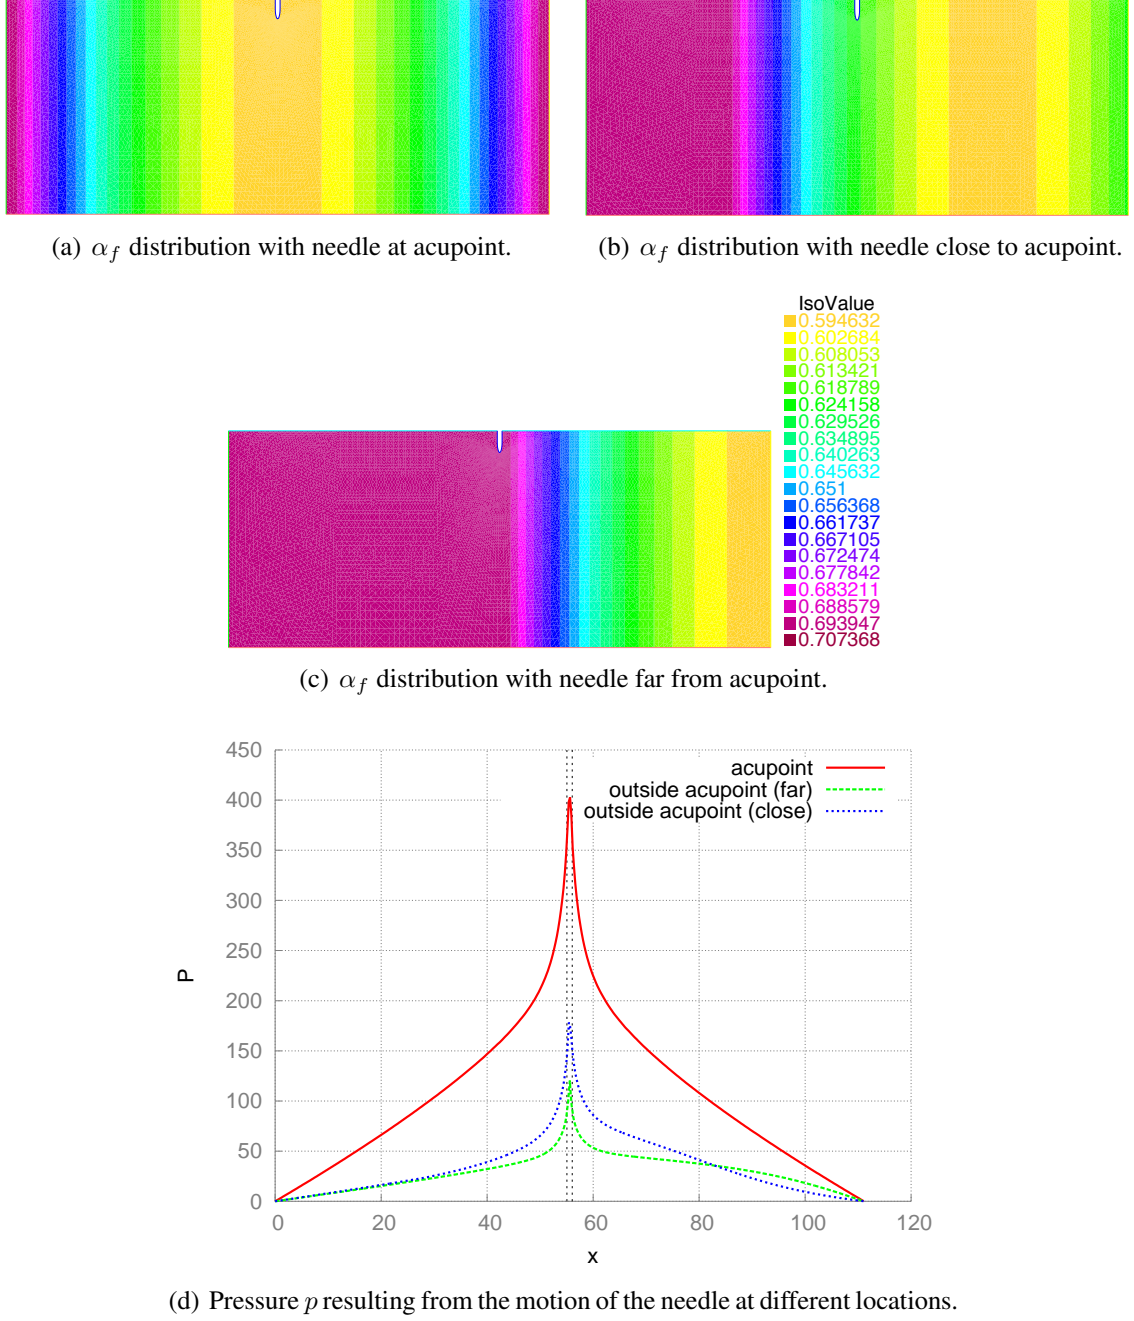 (a) α_f distribution with needle at acupoint.
(b) α_f distribution with needle close to acupoint.
IsoValue
0.594632
0.602684
0.608053
0.613421
0.618789
0.624158
0.629526
0.634895
0.640263
0.645632
0.651
0.656368
0.661737
0.667105
0.672474
0.677842
0.683211
0.688579
0.693947
0.707368
(c) α_f distribution with needle far from acupoint.
450
400
350
300
250
200
150
100
50
0
P
acupoint
outside acupoint (far)
outside acupoint (close)
0 20 40 60 80 100 120
x
(d) Pressure p resulting from the motion of the needle at different locations.